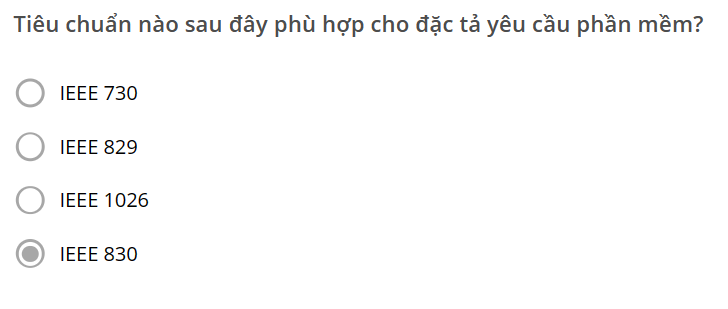 Tiêu chuẩn nào sau đây phù hợp cho đặc tả yêu cầu phần mềm?
IEEE 730
IEEE 829
IEEE 1026
IEEE 830